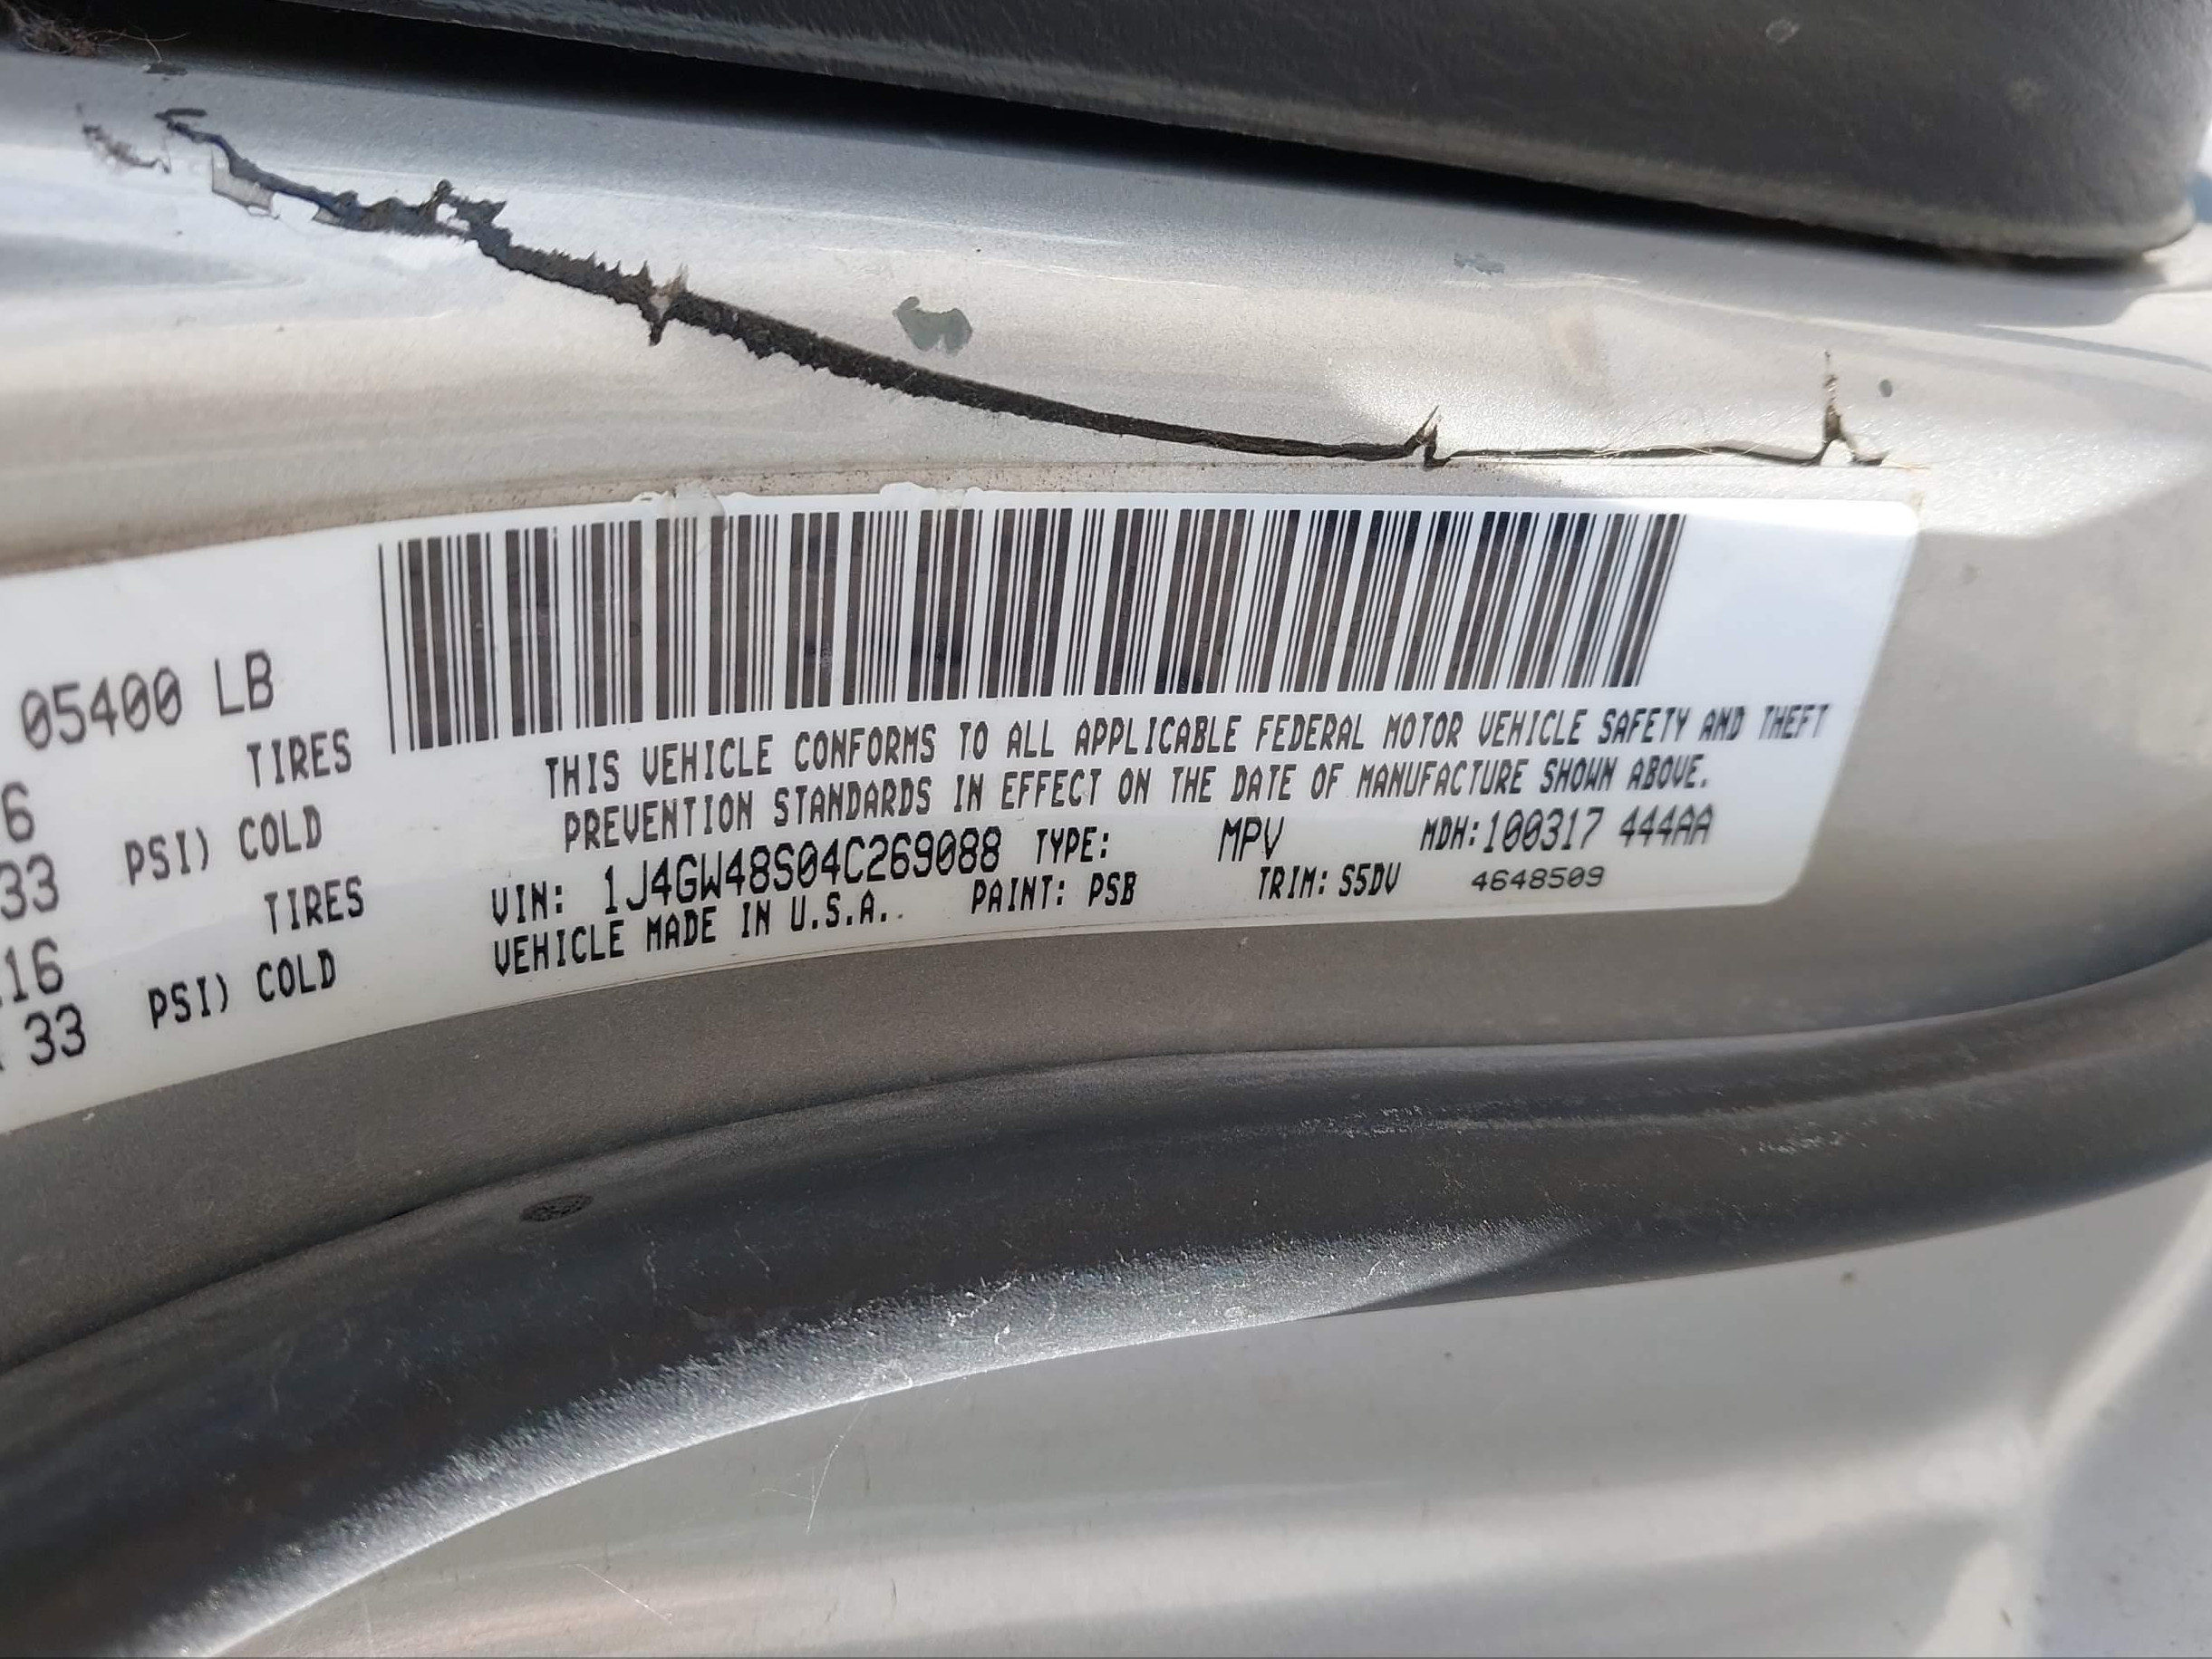 05400 LB
TIRES
6
33 PSI) COLD
TIRES
16
33 PSI) COLD
THIS VEHICLE CONFORMS TO ALL APPLICABLE FEDERAL MOTOR VEHICLE SAFETY AND THEFT
PREVENTION STANDARDS IN EFFECT ON THE DATE OF MANUFACTURE SHOWN ABOVE.
VIN: 1J4GW48S04C269088 TYPE: MPV MDH:100317 444AA
VEHICLE MADE IN U.S.A. PAINT: PSB TRIM: S5DV 4648509